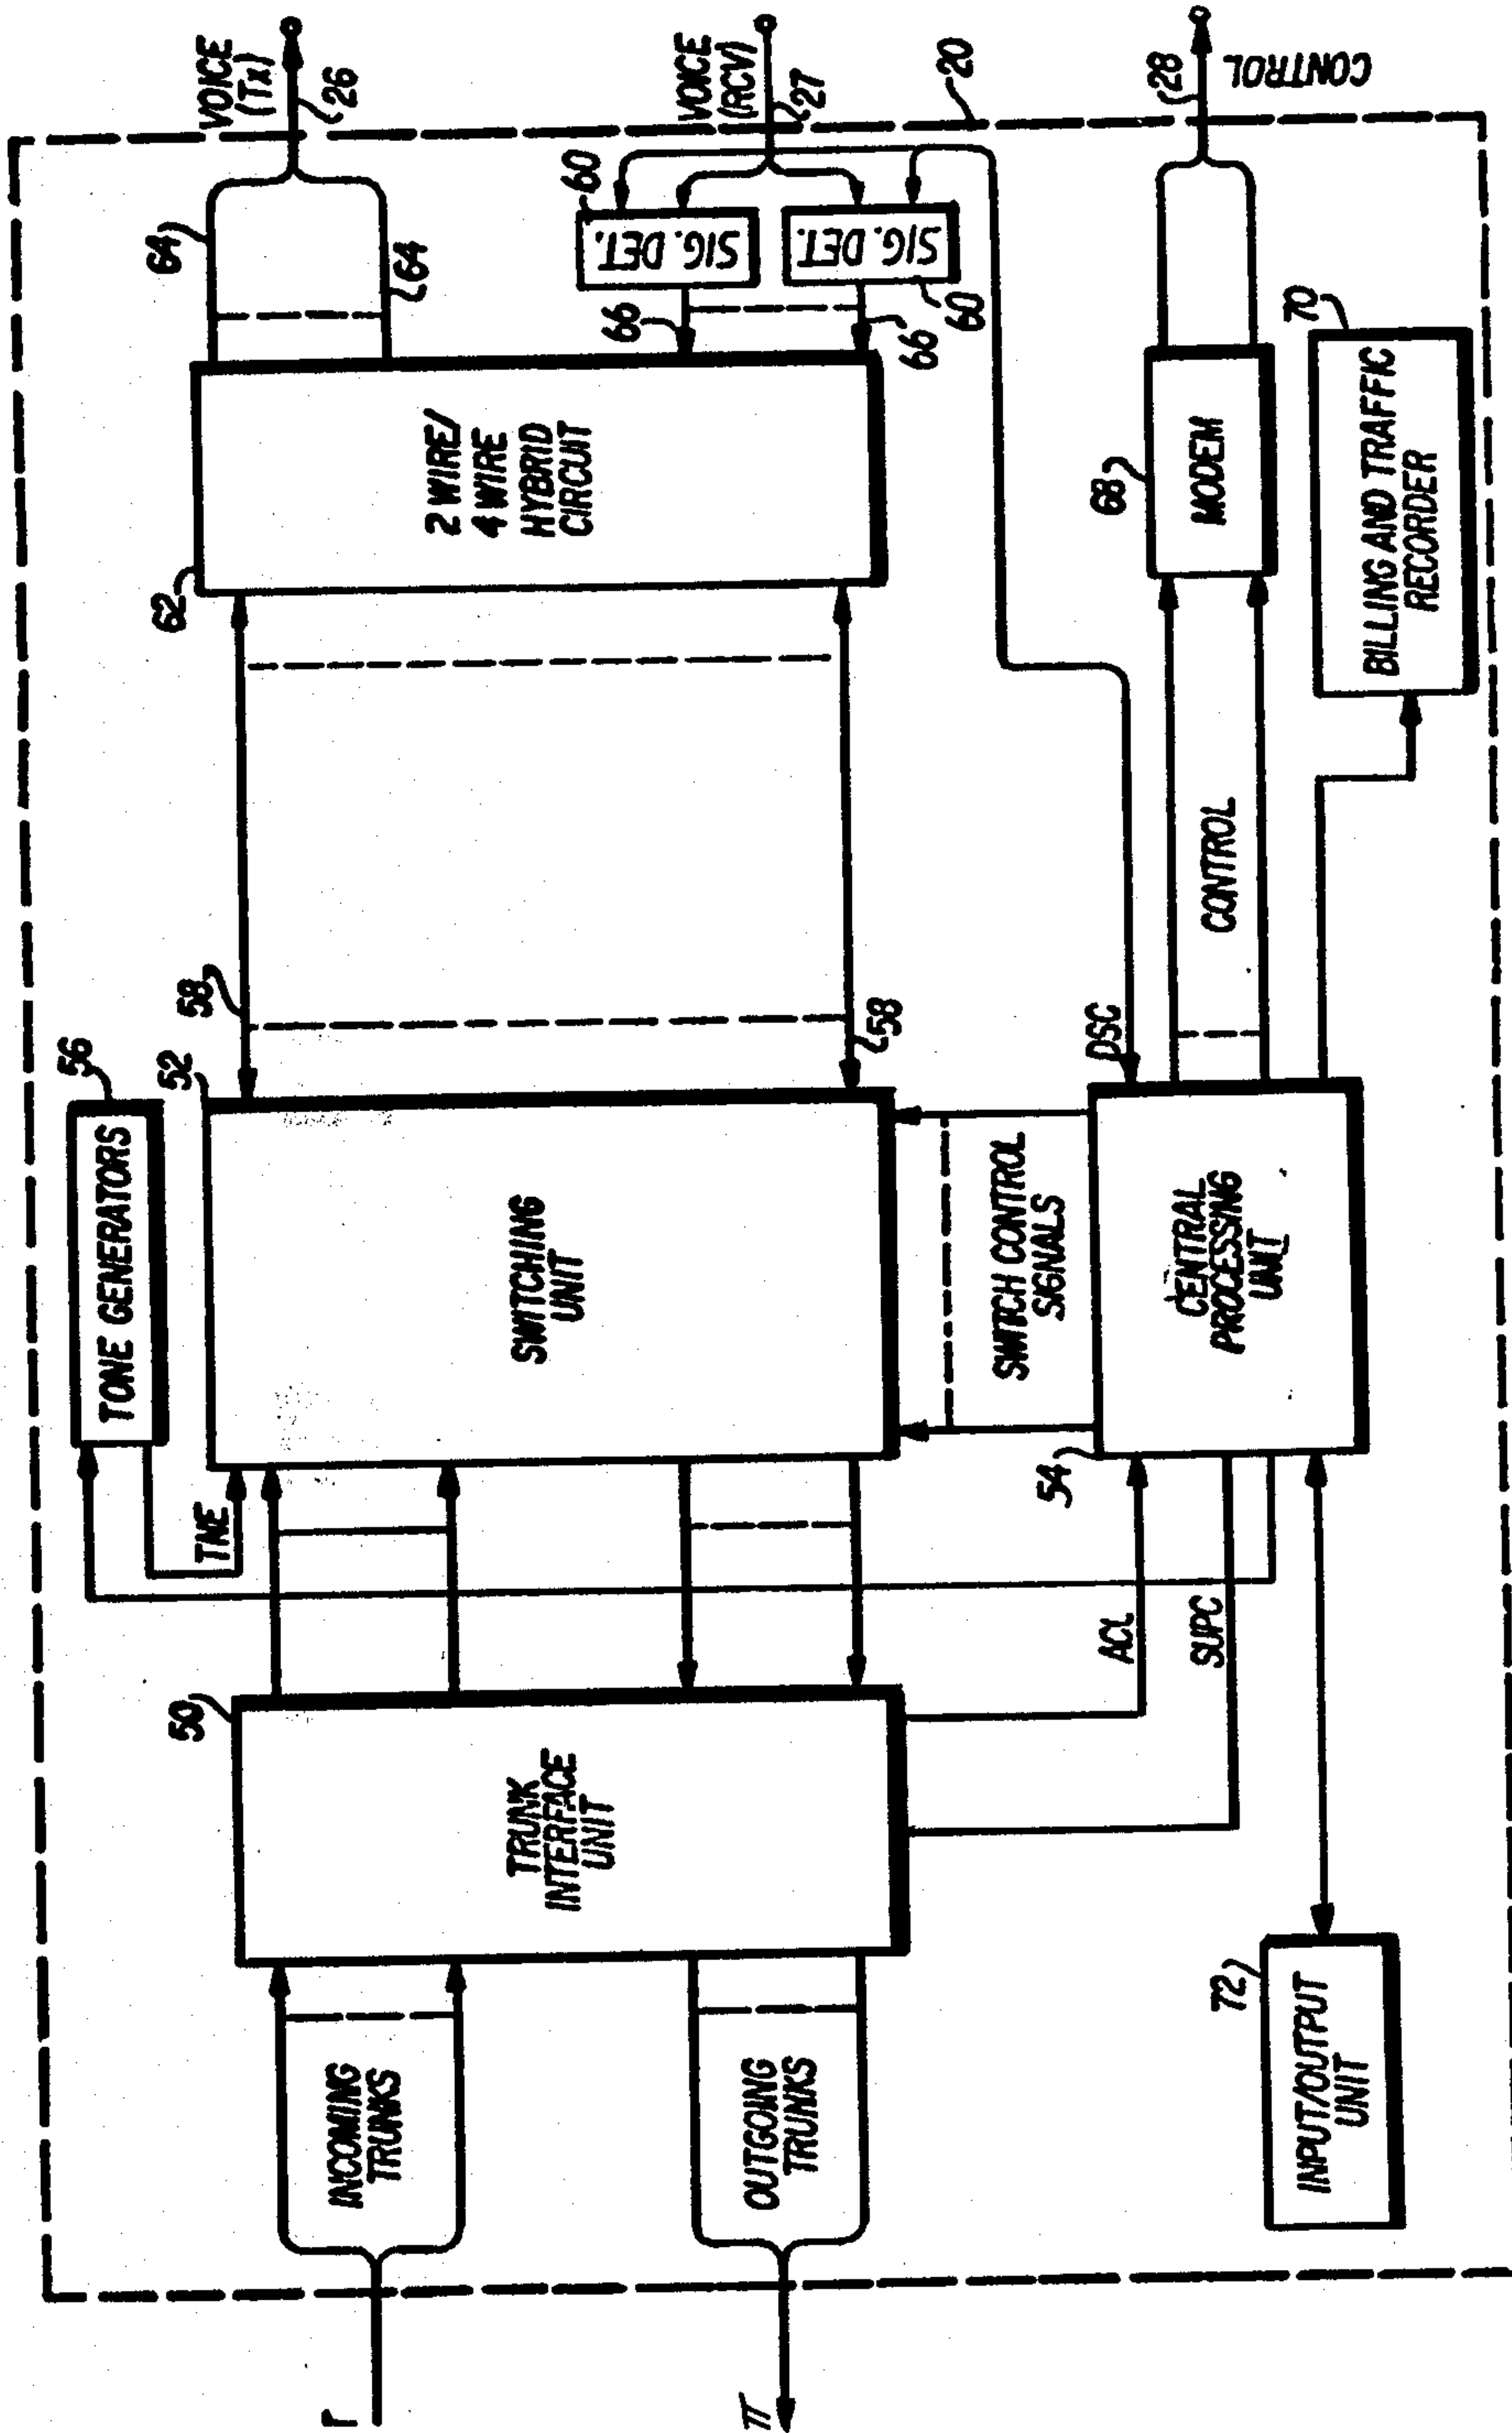 VOICE
(Tx)
26
64
64
VOICE
(RCV)
27
20
60
SIG. DET.
SIG. DET.
60
66
66
28
CONTROL
2 WIRE/
4 WIRE
HYBRID
CIRCUIT
62
68
MODEM
70
BILLING AND TRAFFIC
RECORDER
58
58
56
TONE GENERATORS
52
TNE
SWITCHING
UNIT
SWITCH CONTROL
SIGNALS
DSC
CONTROL
CENTRAL
PROCESSING
UNIT
54
ACL
SUPC
50
TRUNK
INTERFACE
UNIT
INCOMING
TRUNKS
OUTGOING
TRUNKS
72
INPUT/OUTPUT
UNIT